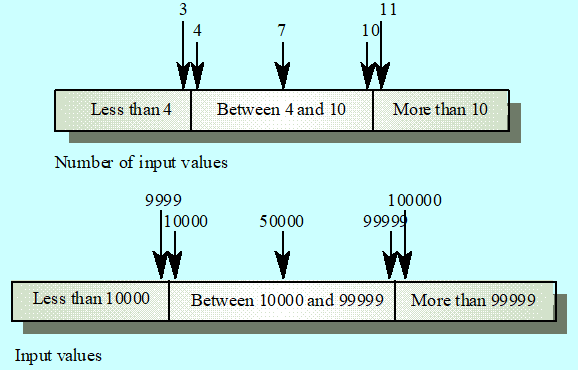 3
11
4
7
10
Less than 4
Between 4 and 10
More than 10
Number of input values
9999
100000
10000
50000
99999
Less than 10000
Between 10000 and 99999
More than 99999
Input values